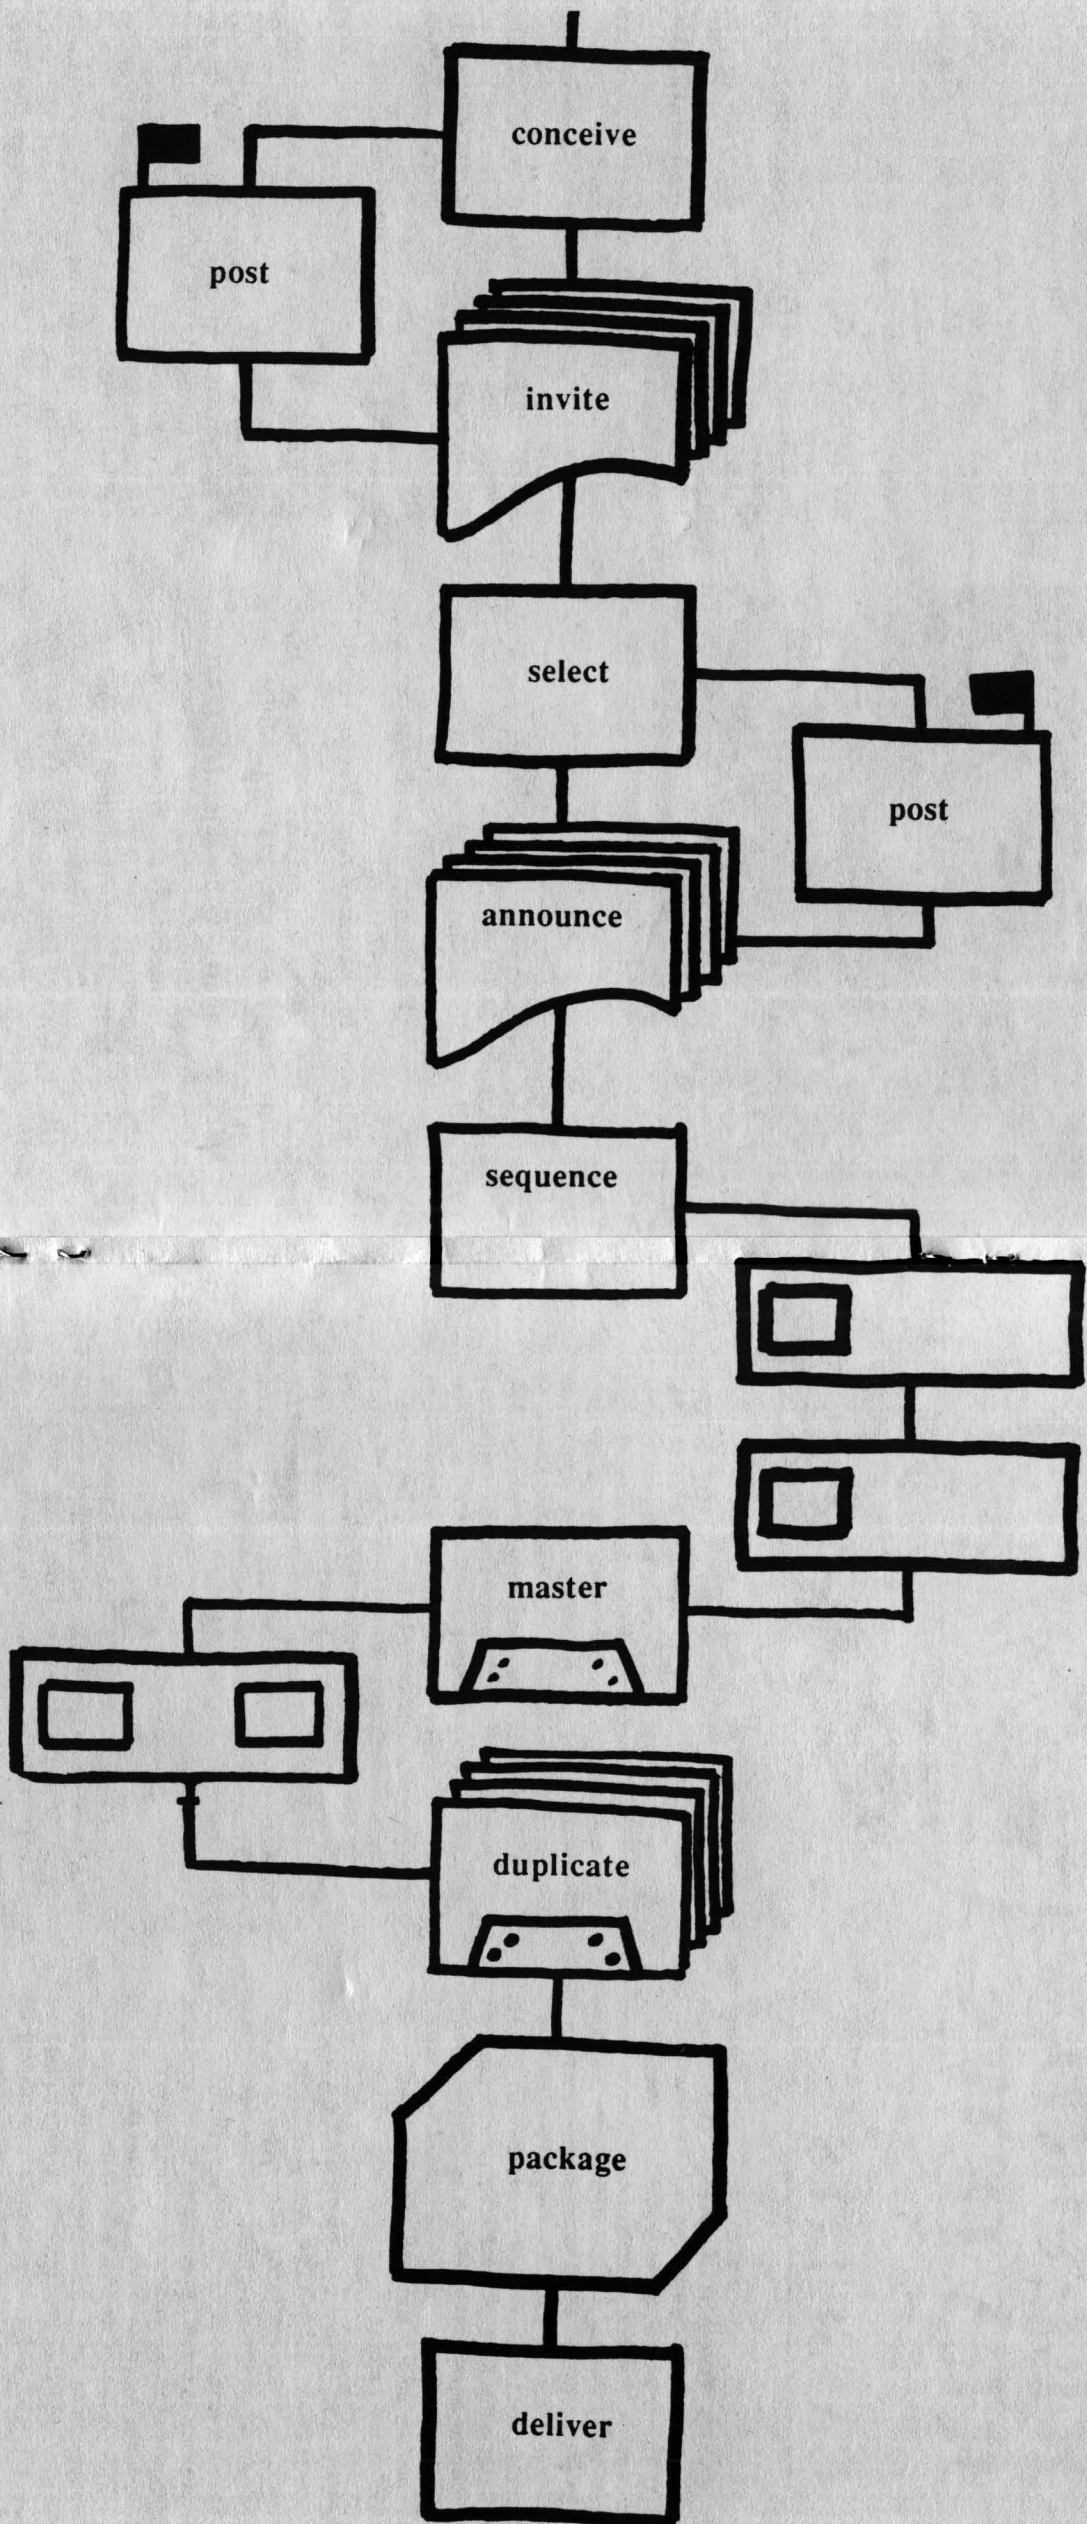 conceive
post
invite
select
post
announce
sequence
master
duplicate
package
deliver